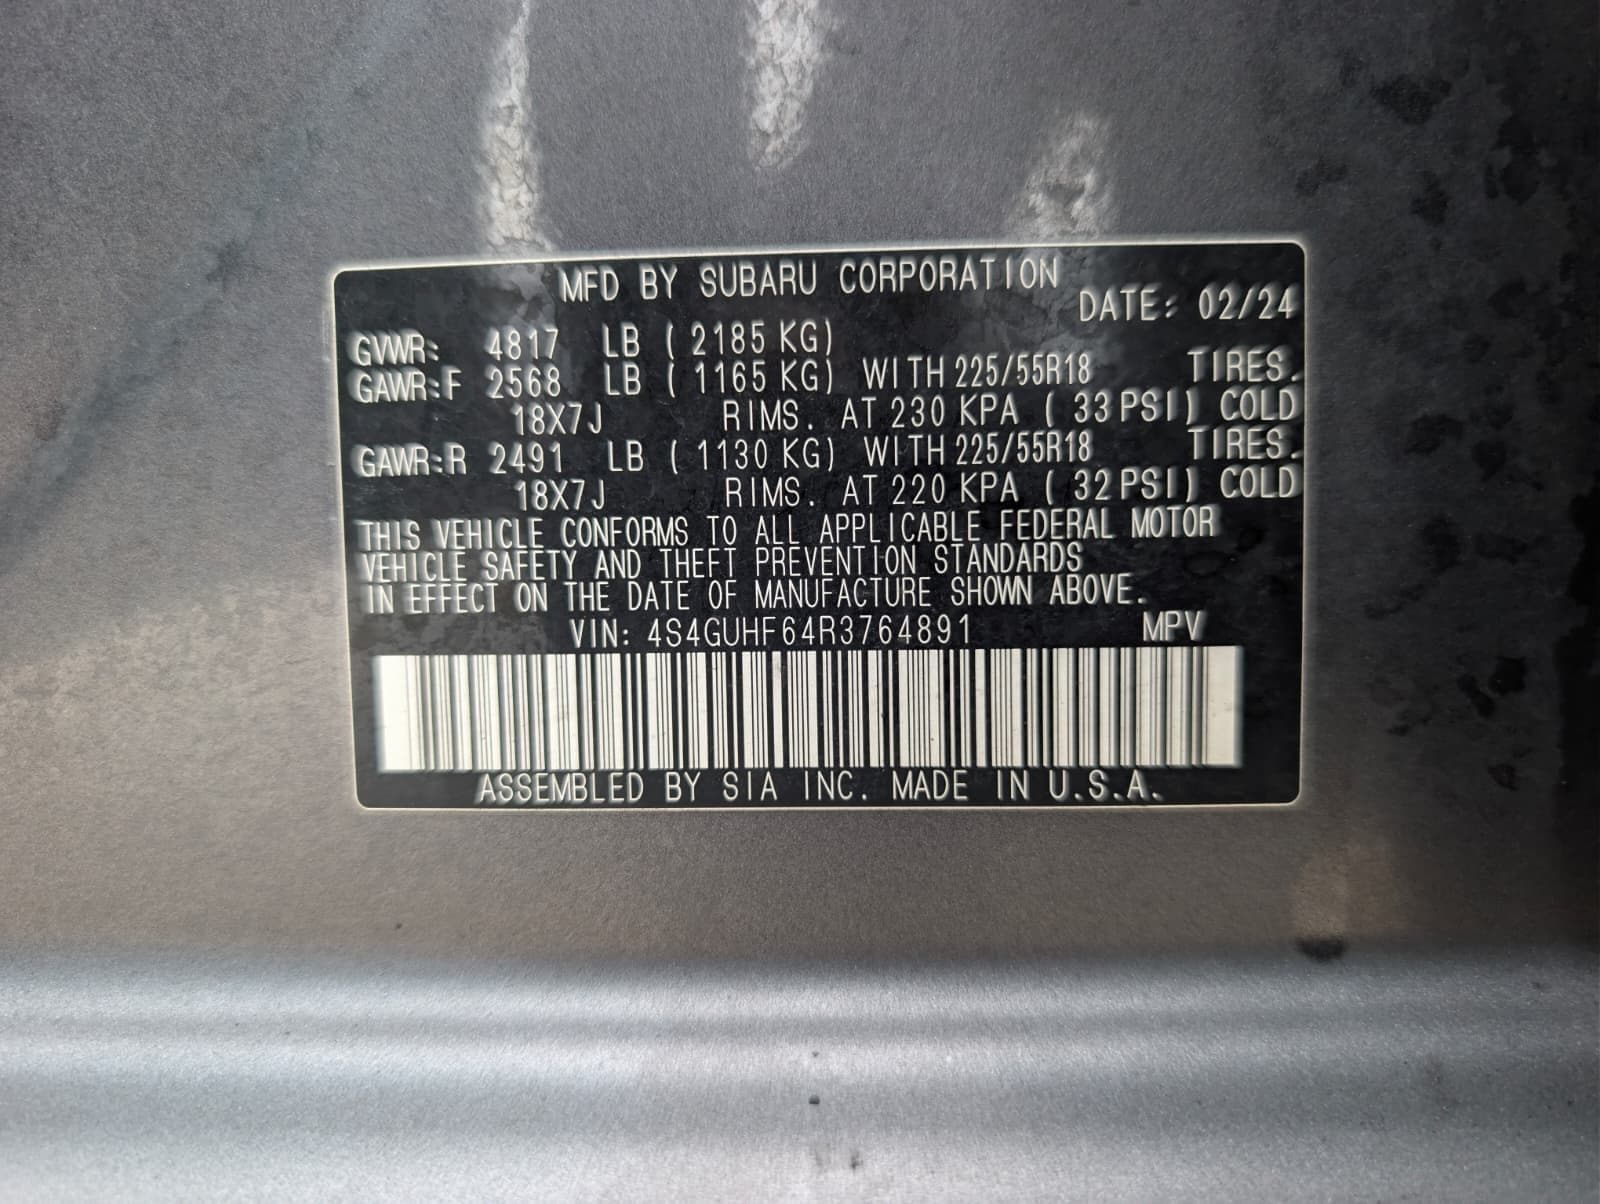 MFD BY SUBARU CORPORATION
DATE: 02/24
GVWR: 4817 LB ( 2185 KG)
GAWR:F 2568 LB ( 1165 KG) WITH 225/55R18 TIRES.
18X7J RIMS. AT 230 KPA ( 33 PSI) COLD
GAWR:R 2491 LB ( 1130 KG) WITH 225/55R18 TIRES.
18X7J RIMS. AT 220 KPA ( 32 PSI) COLD
THIS VEHICLE CONFORMS TO ALL APPLICABLE FEDERAL MOTOR
VEHICLE SAFETY AND THEFT PREVENTION STANDARDS
IN EFFECT ON THE DATE OF MANUFACTURE SHOWN ABOVE.
VIN: 4S4GUHF64R3764891 MPV
ASSEMBLED BY SIA INC. MADE IN U.S.A.